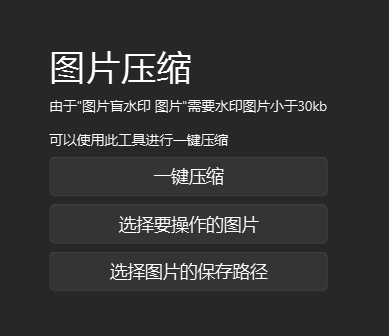 图片压缩
由于"图片盲水印 图片"需要水印图片小于30kb
可以使用此工具进行一键压缩
一键压缩
选择要操作的图片
选择图片的保存路径